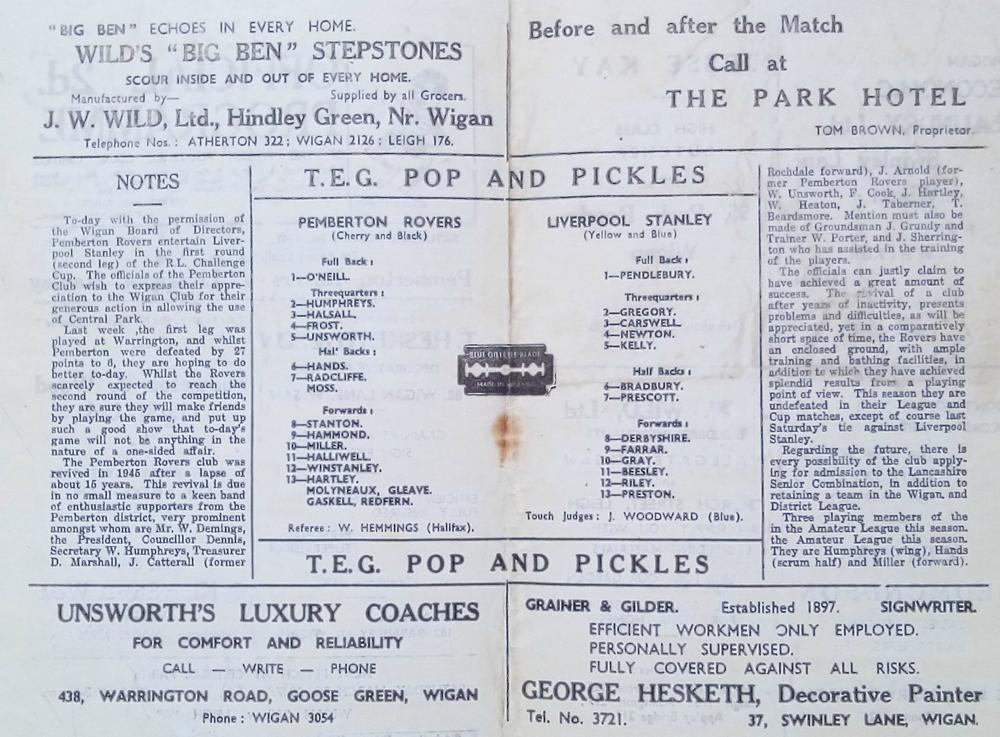 "BIG BEN" ECHOES IN EVERY HOME.
WILD'S "BIG BEN" STEPSTONES
SCOUR INSIDE AND OUT OF EVERY HOME.
Manufactured by— Supplied by all Grocers.
J. W. WILD, Ltd., Hindley Green, Nr. Wigan
Telephone Nos.: ATHERTON 322; WIGAN 2126; LEIGH 176.
Before and after the Match
Call at
THE PARK HOTEL
TOM BROWN, Proprietor.
NOTES
To-day with the permission of
the Wigan Board of Directors,
Pemberton Rovers entertain Liver-
pool Stanley in the first round
(second leg) of the R.L. Challenge
Cup. The officials of the Pemberton
Club wish to express their appre-
ciation to the Wigan Club for their
generous action in allowing the use
of Central Park.
Last week ,the first leg was
played at Warrington, and whilst
Pemberton were defeated by 27
points to 6, they are hoping to do
better to-day. Whilst the Rovers
scarcely expected to reach the
second round of the competition,
they are sure they will make friends
by playing the game, and put up
such a good show that to-day's
game will not be anything in the
nature of a one-sided affair.
The Pemberton Rovers club was
revived in 1945 after a lapse of
about 15 years. This revival is due
in no small measure to a keen band
of enthusiastic supporters from the
Pemberton district, very prominent
amongst whom are Mr. W. Demings,
the President, Councillor Dennis,
Secretary W. Humphreys, Treasurer
D. Marshall, J. Catterall (former
T.E.G. POP AND PICKLES
PEMBERTON ROVERS
(Cherry and Black)
Full Back :
1—O'NEILL.
Threequarters :
2—HUMPHREYS.
3—HALSALL.
4—FROST.
5—UNSWORTH.
Hal' Backs :
6—HANDS.
7—RADCLIFFE.
MOSS.
Forwards :
8—STANTON.
9—HAMMOND.
10—MILLER.
11—HALLIWELL.
12—WINSTANLEY.
13—HARTLEY.
MOLYNEAUX, GLEAVE.
GASKELL, REDFERN.
Referee: W. HEMMINGS (Halifax).
BLUE GILLETTE BLADE
MADE IN
LIVERPOOL STANLEY
(Yellow and Blue)
Full Back :
1—PENDLEBURY.
Threequarters :
2—GREGORY.
3—CARSWELL.
4—NEWTON.
5—KELLY.
Half Backs :
6—BRADBURY.
7—PRESCOTT.
Forwards :
8—DERBYSHIRE.
9—FARRAR.
10—GRAY.
11—BEESLEY.
12—RILEY.
13—PRESTON.
Touch Judges : J. WOODWARD (Blue).
T.E.G. POP AND PICKLES
Rochdale forward), J. Arnold (for-
mer Pemberton Rovers player),
W. Unsworth, F. Cook, J. Hartley,
W. Heaton, J. Taberner, T.
Beardsmore. Mention must also be
made of Groundsman J. Grundy and
Trainer W. Porter, and J. Sherring-
ton who has assisted in the training
of the players.
The officials can justly claim to
have achieved a great amount of
success. The revival of a club
after years of inactivity, presents
problems and difficulties, as will be
appreciated, yet in a comparatively
short space of time, the Rovers have
an enclosed ground, with ample
training and bathing facilities, in
addition to which they have achieved
splendid results from a playing
point of view. This season they are
undefeated in their League and
Cup matches, except of course last
Saturday's tie against Liverpool
Stanley.
Regarding the future, there is
every possibility of the club apply-
ing for admission to the Lancashire
Senior Combination, in addition to
retaining a team in the Wigan and
District League.
Three playing members of the
in the Amateur League this season.
the Amateur League this season.
They are Humphreys (wing), Hands
(scrum half) and Miller (forward).
UNSWORTH'S LUXURY COACHES
FOR COMFORT AND RELIABILITY
CALL — WRITE — PHONE
438, WARRINGTON ROAD, GOOSE GREEN, WIGAN
Phone : WIGAN 3054
GRAINER & GILDER. Established 1897. SIGNWRITER.
EFFICIENT WORKMEN ONLY EMPLOYED.
PERSONALLY SUPERVISED.
FULLY COVERED AGAINST ALL RISKS.
GEORGE HESKETH, Decorative Painter
Tel. No. 3721. 37, SWINLEY LANE, WIGAN.